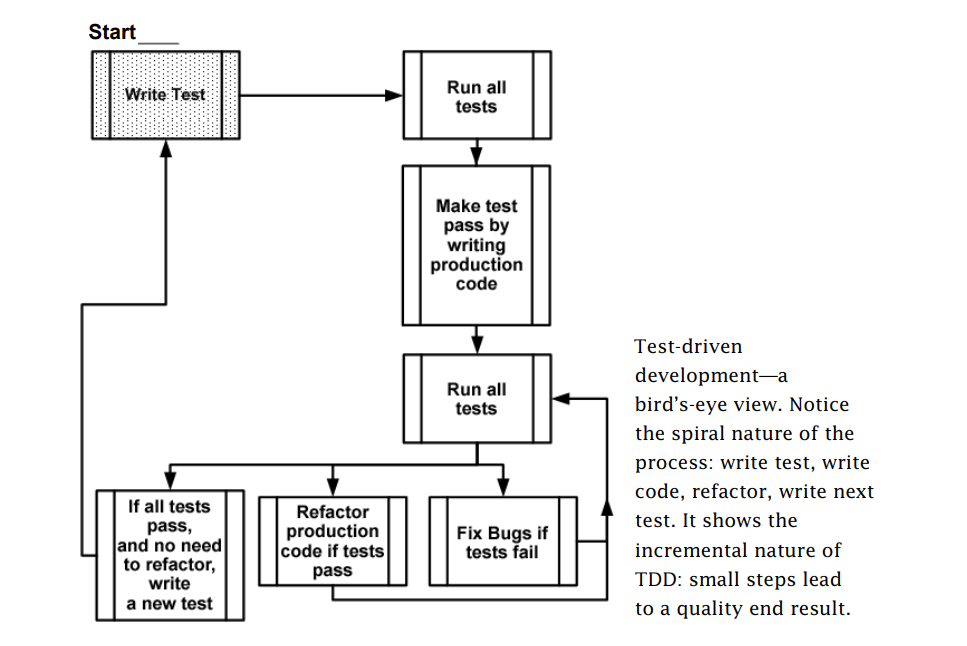 Start
Write Test
Run all
tests
Make test
pass by
writing
production
code
Run all
tests
If all tests
pass,
and no need
to refactor,
write
a new test
Refactor
production
code if tests
pass
Fix Bugs if
tests fail
Test-driven
development—a
bird’s-eye view. Notice
the spiral nature of the
process: write test, write
code, refactor, write next
test. It shows the
incremental nature of
TDD: small steps lead
to a quality end result.